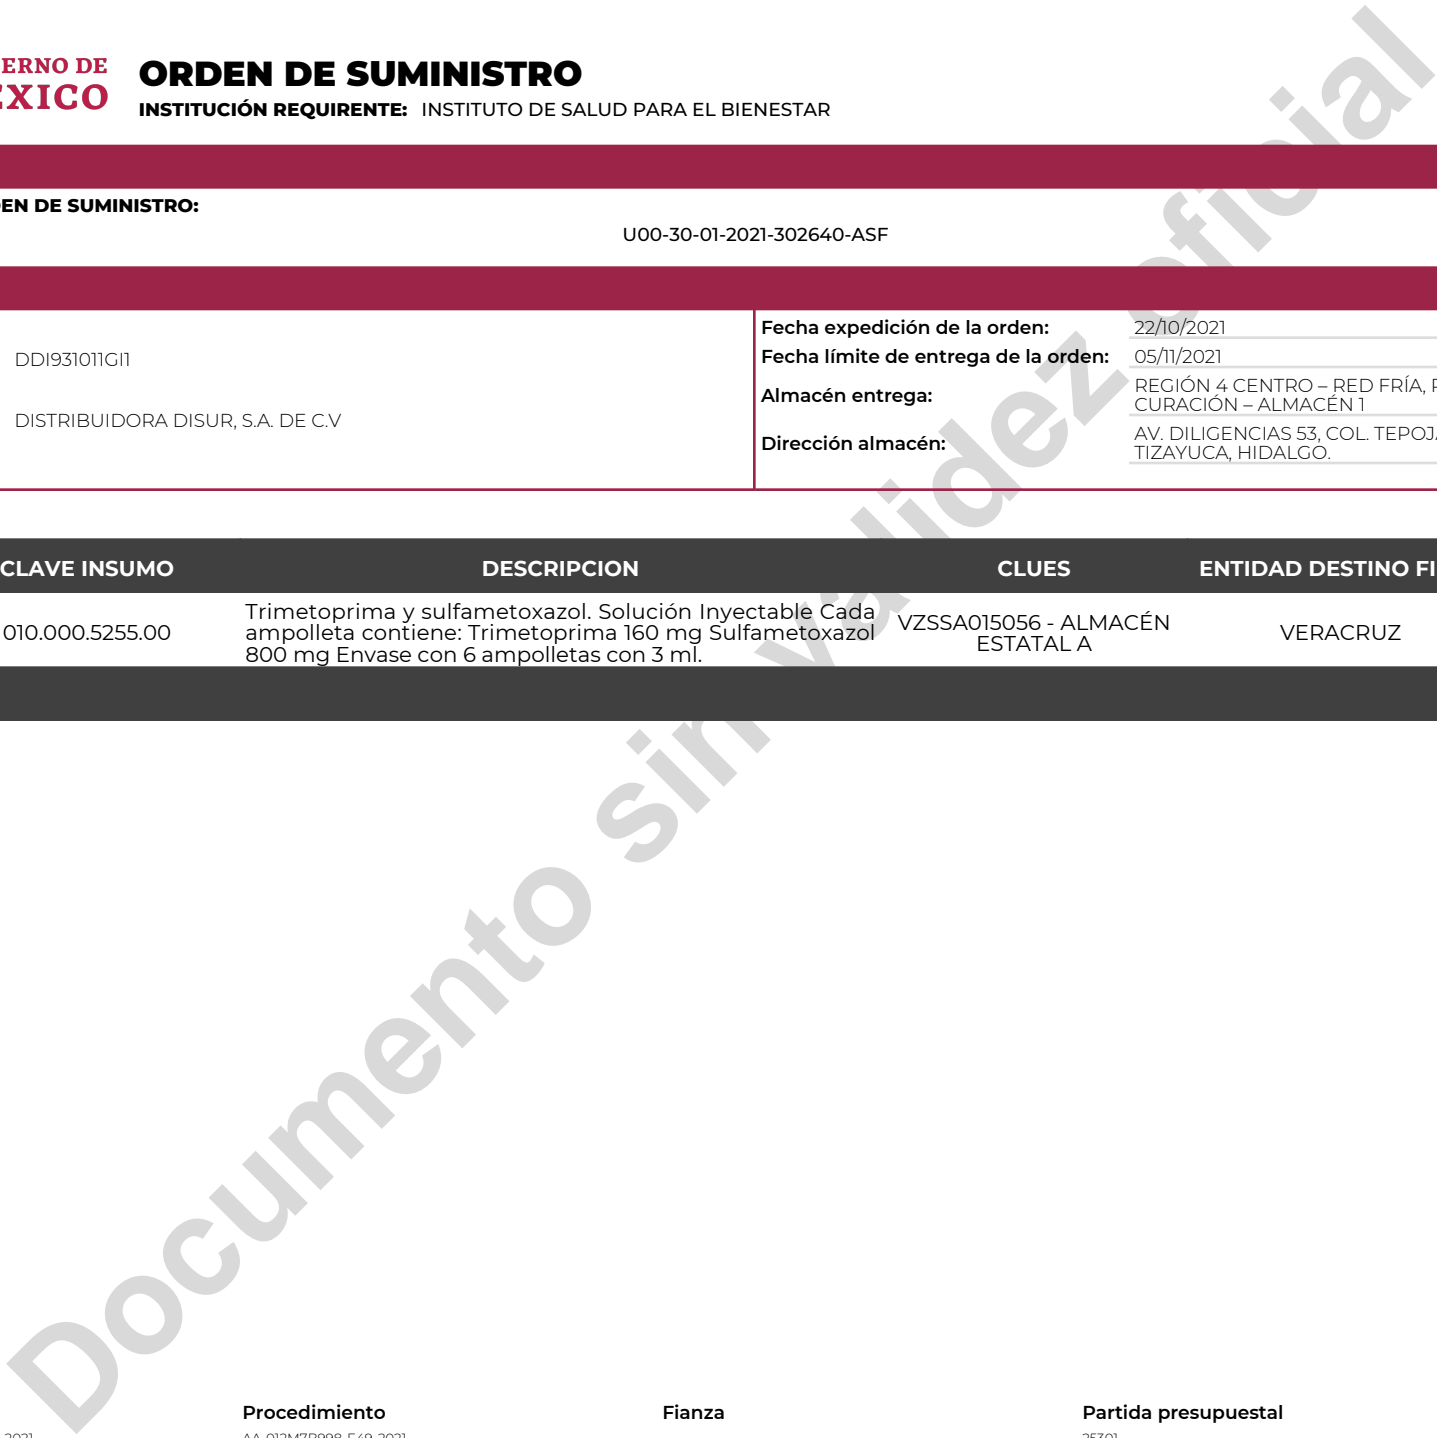 ORDEN DE SUMINISTRO
INSTITUCIÓN REQUIRENTE: INSTITUTO DE SALUD PARA EL BIENESTAR
EN DE SUMINISTRO:
U00-30-01-2021-302640-ASF
DDI931011GI1
DISTRIBUIDORA DISUR, S.A. DE C.V
Fecha expedición de la orden: 22/10/2021
Fecha límite de entrega de la orden: 05/11/2021
Almacén entrega: REGIÓN 4 CENTRO – RED FRÍA,
CURACIÓN – ALMACÉN 1
Dirección almacén: AV. DILIGENCIAS 53, COL. TEPOJA
TIZAYUCA, HIDALGO.
CLAVE INSUMO DESCRIPCION CLUES ENTIDAD DESTINO FI
010.000.5255.00
Trimetoprima y sulfametoxazol. Solución Inyectable Cada
ampolleta contiene: Trimetoprima 160 mg Sulfametoxazol
800 mg Envase con 6 ampolletas con 3 ml.
VZSSA015056 - ALMACÉN
ESTATAL A
VERACRUZ
Documento sin validez oficial
Procedimiento Fianza Partida presupuestal
ERNO DE
EXICO